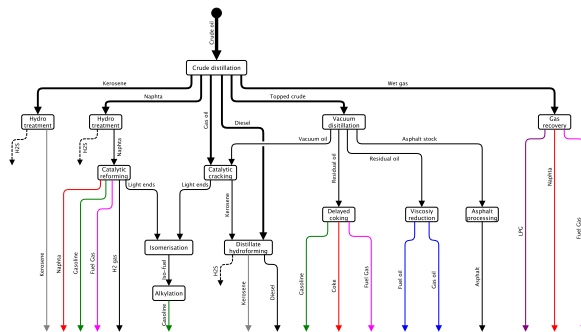 Crude oil
Crude distillation
Kerosene
Naphta
Gas oil
Diesel
Topped crude
Wet gas
Hydro
treatment
Hydro
treatment
Vacuum
disitillation
Gas
recovery
H2S
H2S
Naphta
Vacuum oil
Residual oil
Residual oil
Asphalt stock
Catalytic
reforming
Catalytic
cracking
Light ends
Light ends
Kerosene
Delayed
coking
Viscosiy
reduction
Asphalt
processing
Isomerisation
Distillate
hydroforming
Iso-fuel
H2S
Alkylation
Kerosene
Naphta
Gasoline
Fuel Gas
H2 gas
Gasoline
Kerosene
Diesel
Gasoline
Coke
Fuel Gas
Fuel oil
Gas oil
Asphalt
LPG
Naphta
Fuel Gas